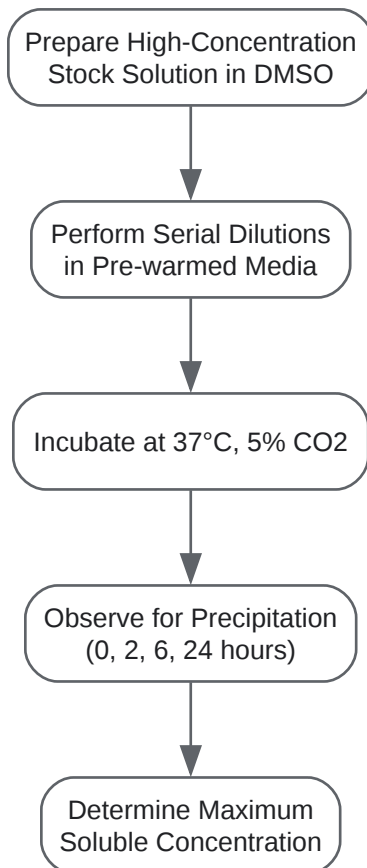 Prepare High-Concentration
Stock Solution in DMSO
Perform Serial Dilutions
in Pre-warmed Media
Incubate at 37°C, 5% CO2
Observe for Precipitation
(0, 2, 6, 24 hours)
Determine Maximum
Soluble Concentration